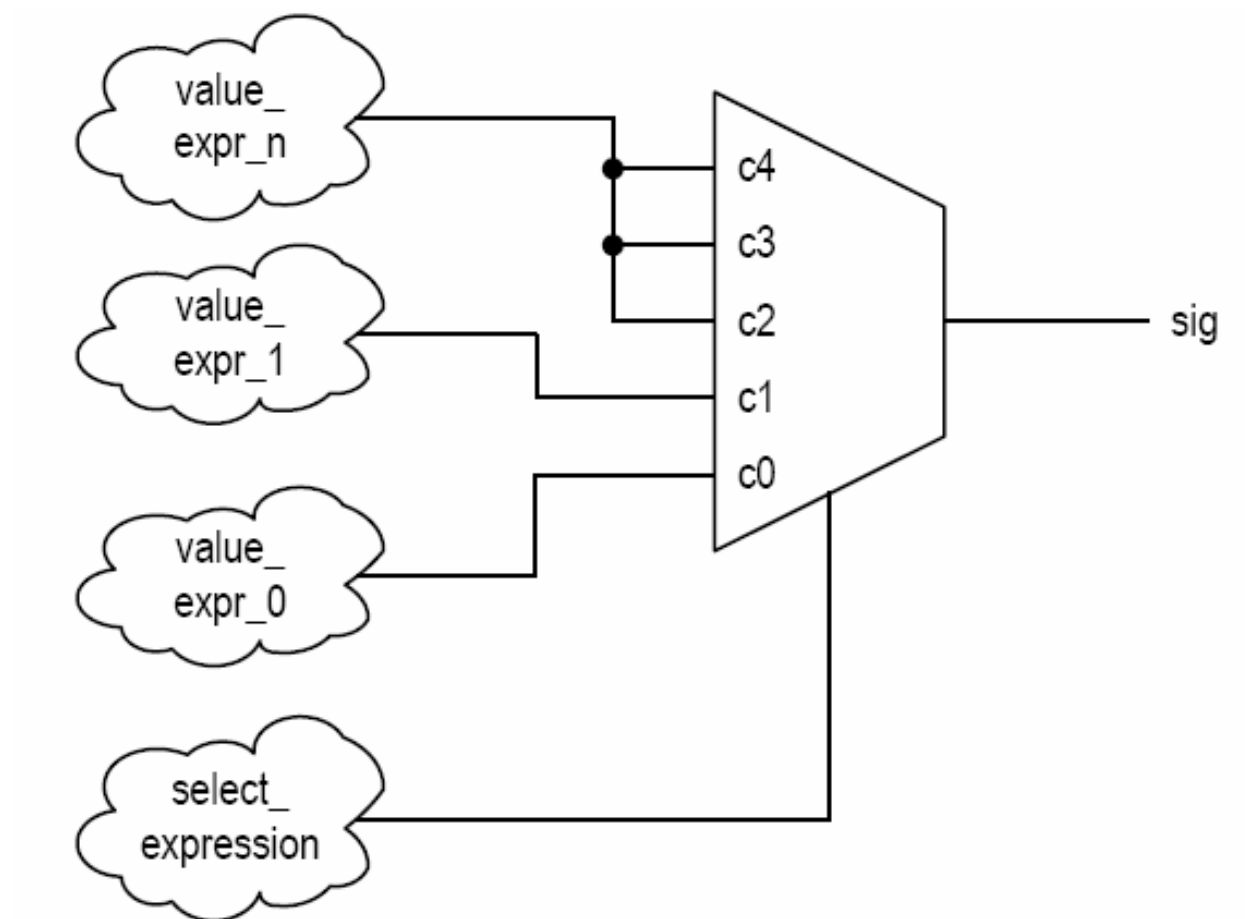 value_
expr_n
value_
expr_1
value_
expr_0
select_
expression
c4
c3
c2
c1
c0
sig